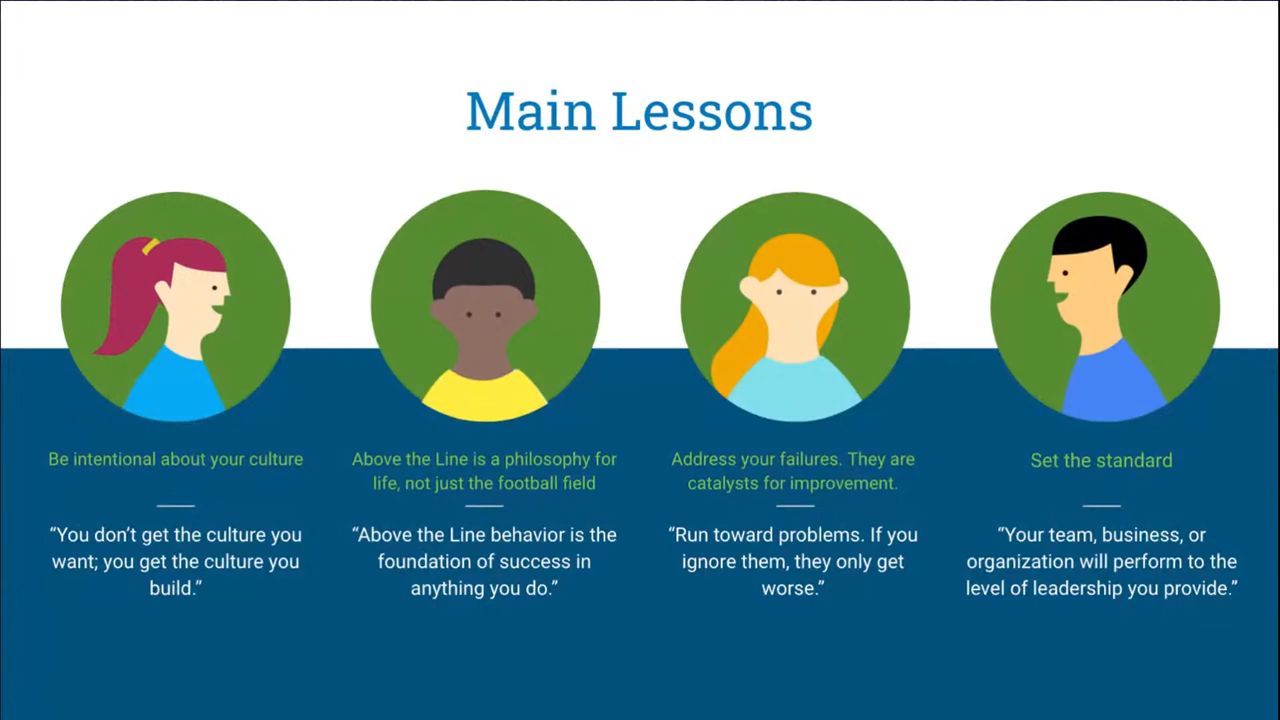 Main Lessons
Be intentional about your culture
“You don’t get the culture you
want; you get the culture you
build.”
Above the Line is a philosophy for
life, not just the football field
“Above the Line behavior is the
foundation of success in
anything you do.”
Address your failures. They are
catalysts for improvement.
“Run toward problems. If you
ignore them, they only get
worse.”
Set the standard
“Your team, business, or
organization will perform to the
level of leadership you provide.”